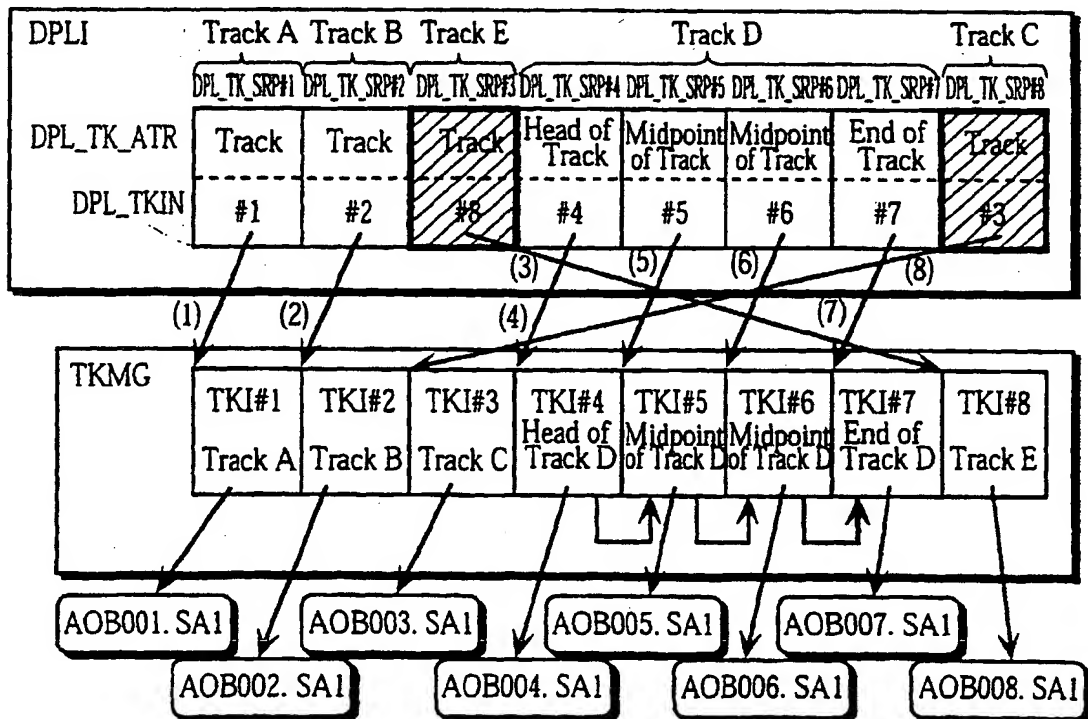 DPLI
Track A Track B Track E Track D Track C
DPL_TK_SRP#1 DPL_TK_SRP#2 DPL_TK_SRP#3 DPL_TK_SRP#4 DPL_TK_SRP#5 DPL_TK_SRP#6 DPL_TK_SRP#7 DPL_TK_SRP#8
DPL_TK_ATR
Track Track Track Head of Track Midpoint of Track Midpoint of Track End of Track Track
DPL_TKIN
#1 #2 #8 #4 #5 #6 #7 #3
(3) (5) (6) (8)
(1) (2) (4) (7)
TKMG
TKI#1 TKI#2 TKI#3 TKI#4 TKI#5 TKI#6 TKI#7 TKI#8
Track A Track B Track C Head of Track D Midpoint of Track D Midpoint of Track D End of Track D Track E
AOB001. SA1 AOB003. SA1 AOB005. SA1 AOB007. SA1
AOB002. SA1 AOB004. SA1 AOB006. SA1 AOB008. SA1